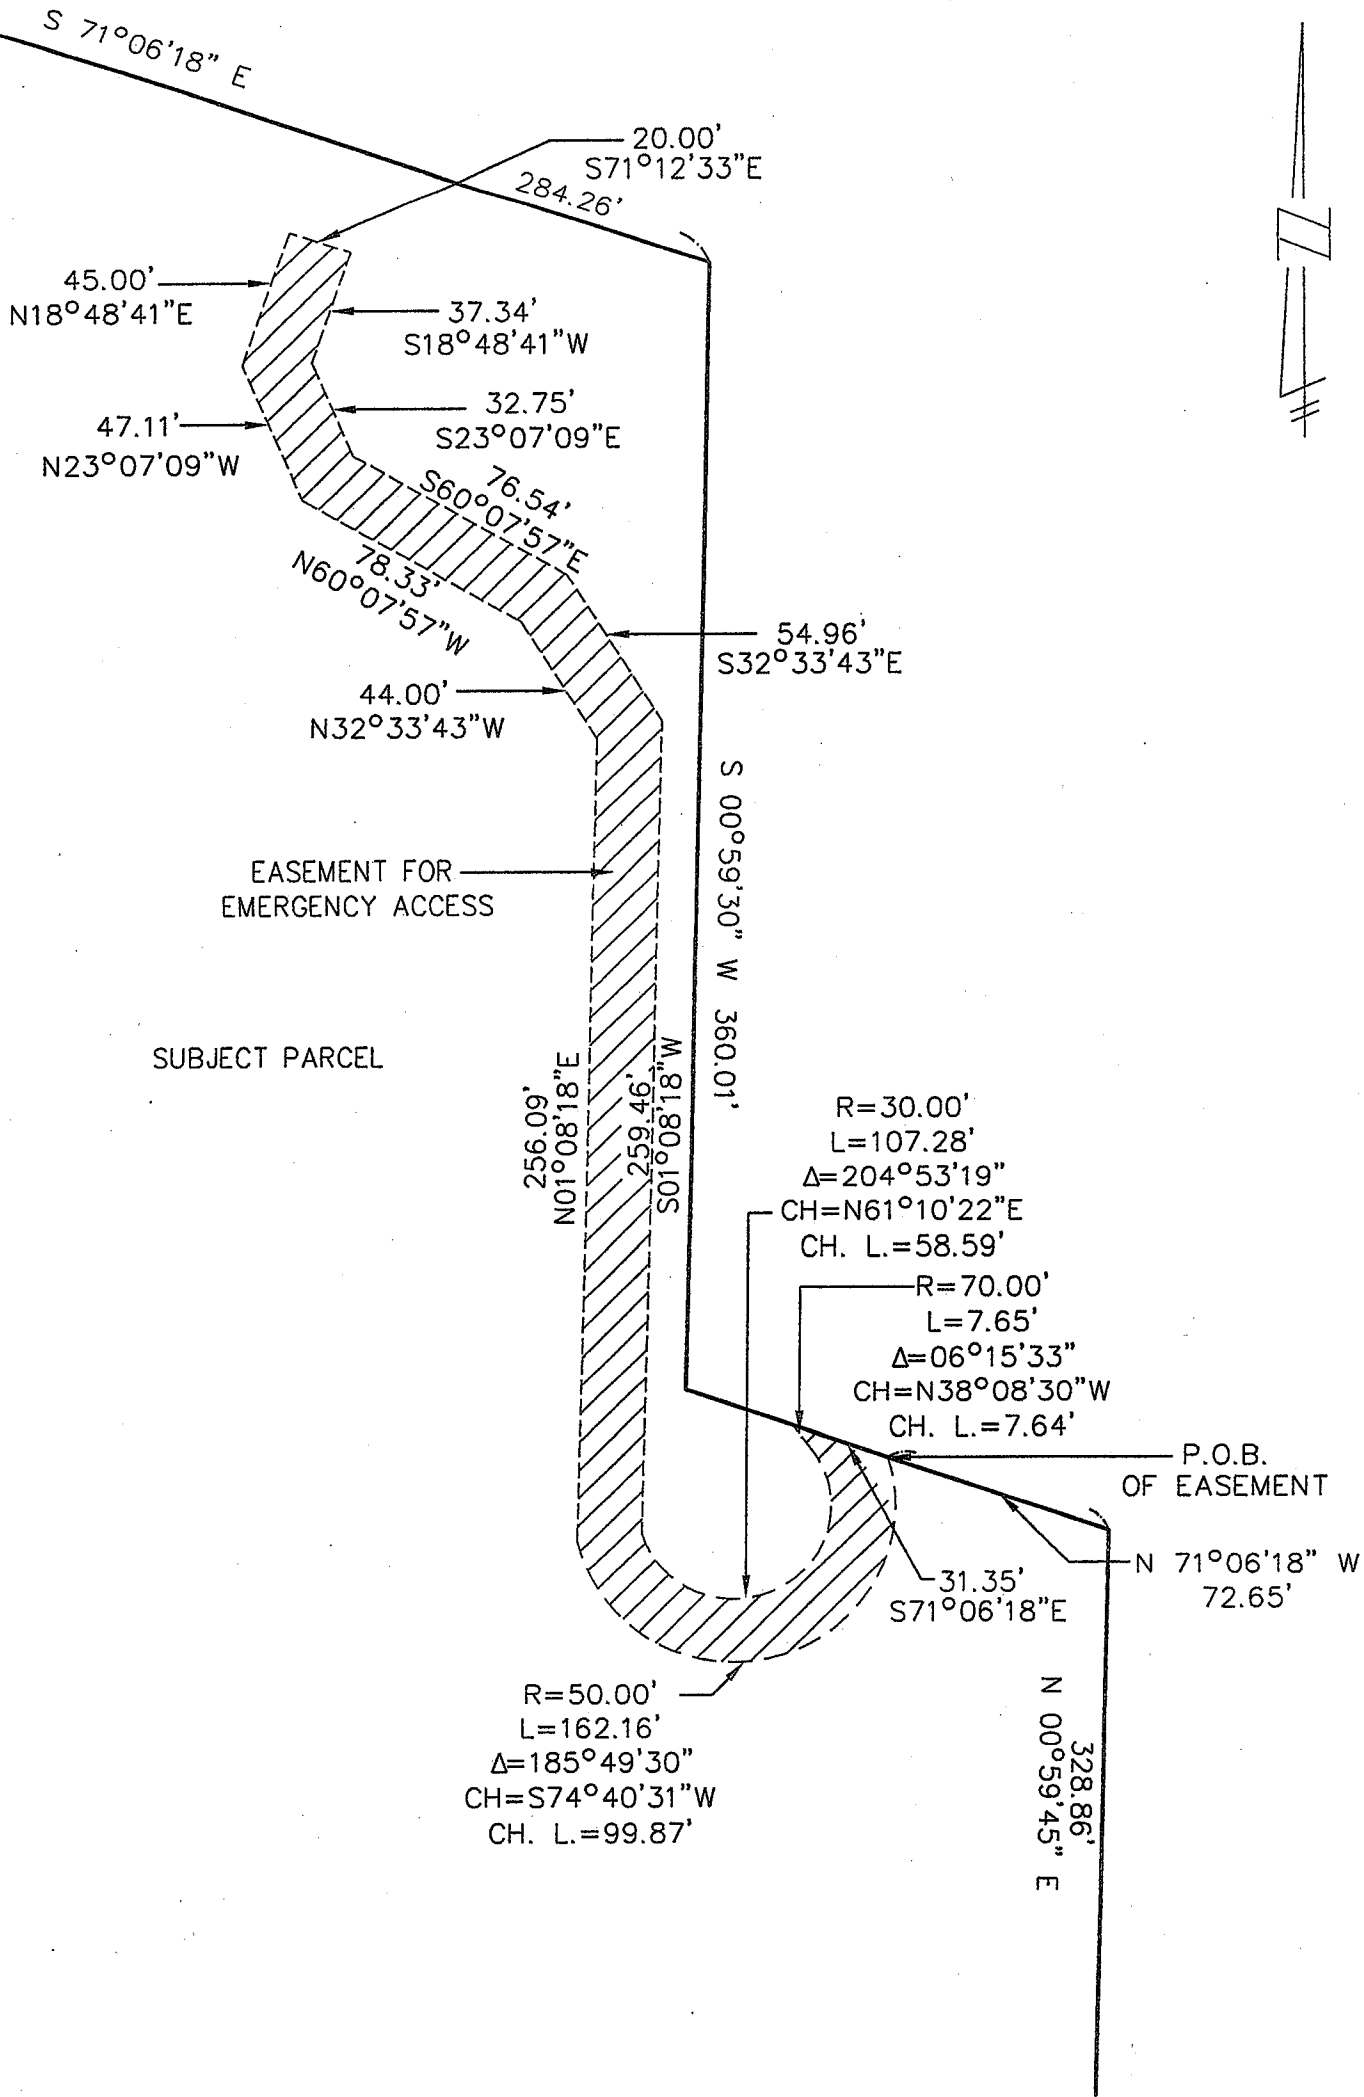 S 71°06'18" E
20.00'
S71°12'33"E
284.26'
45.00'
N18°48'41"E
37.34'
S18°48'41"W
32.75'
S23°07'09"E
47.11'
N23°07'09"W
76.54'
S60°07'57"E
78.33'
N60°07'57"W
54.96'
S32°33'43"E
44.00'
N32°33'43"W
S 00°59'30" W 360.01'
EASEMENT FOR
EMERGENCY ACCESS
SUBJECT PARCEL
256.09'
N01°08'18"E
259.46'
S01°08'18"W
R=30.00'
L=107.28'
Δ=204°53'19"
CH=N61°10'22"E
CH. L.=58.59'
R=70.00'
L=7.65'
Δ=06°15'33"
CH=N38°08'30"W
CH. L.=7.64'
P.O.B.
OF EASEMENT
N 71°06'18" W
72.65'
31.35'
S71°06'18"E
R=50.00'
L=162.16'
Δ=185°49'30"
CH=S74°40'31"W
CH. L.=99.87'
328.86'
N 00°59'45" E
N